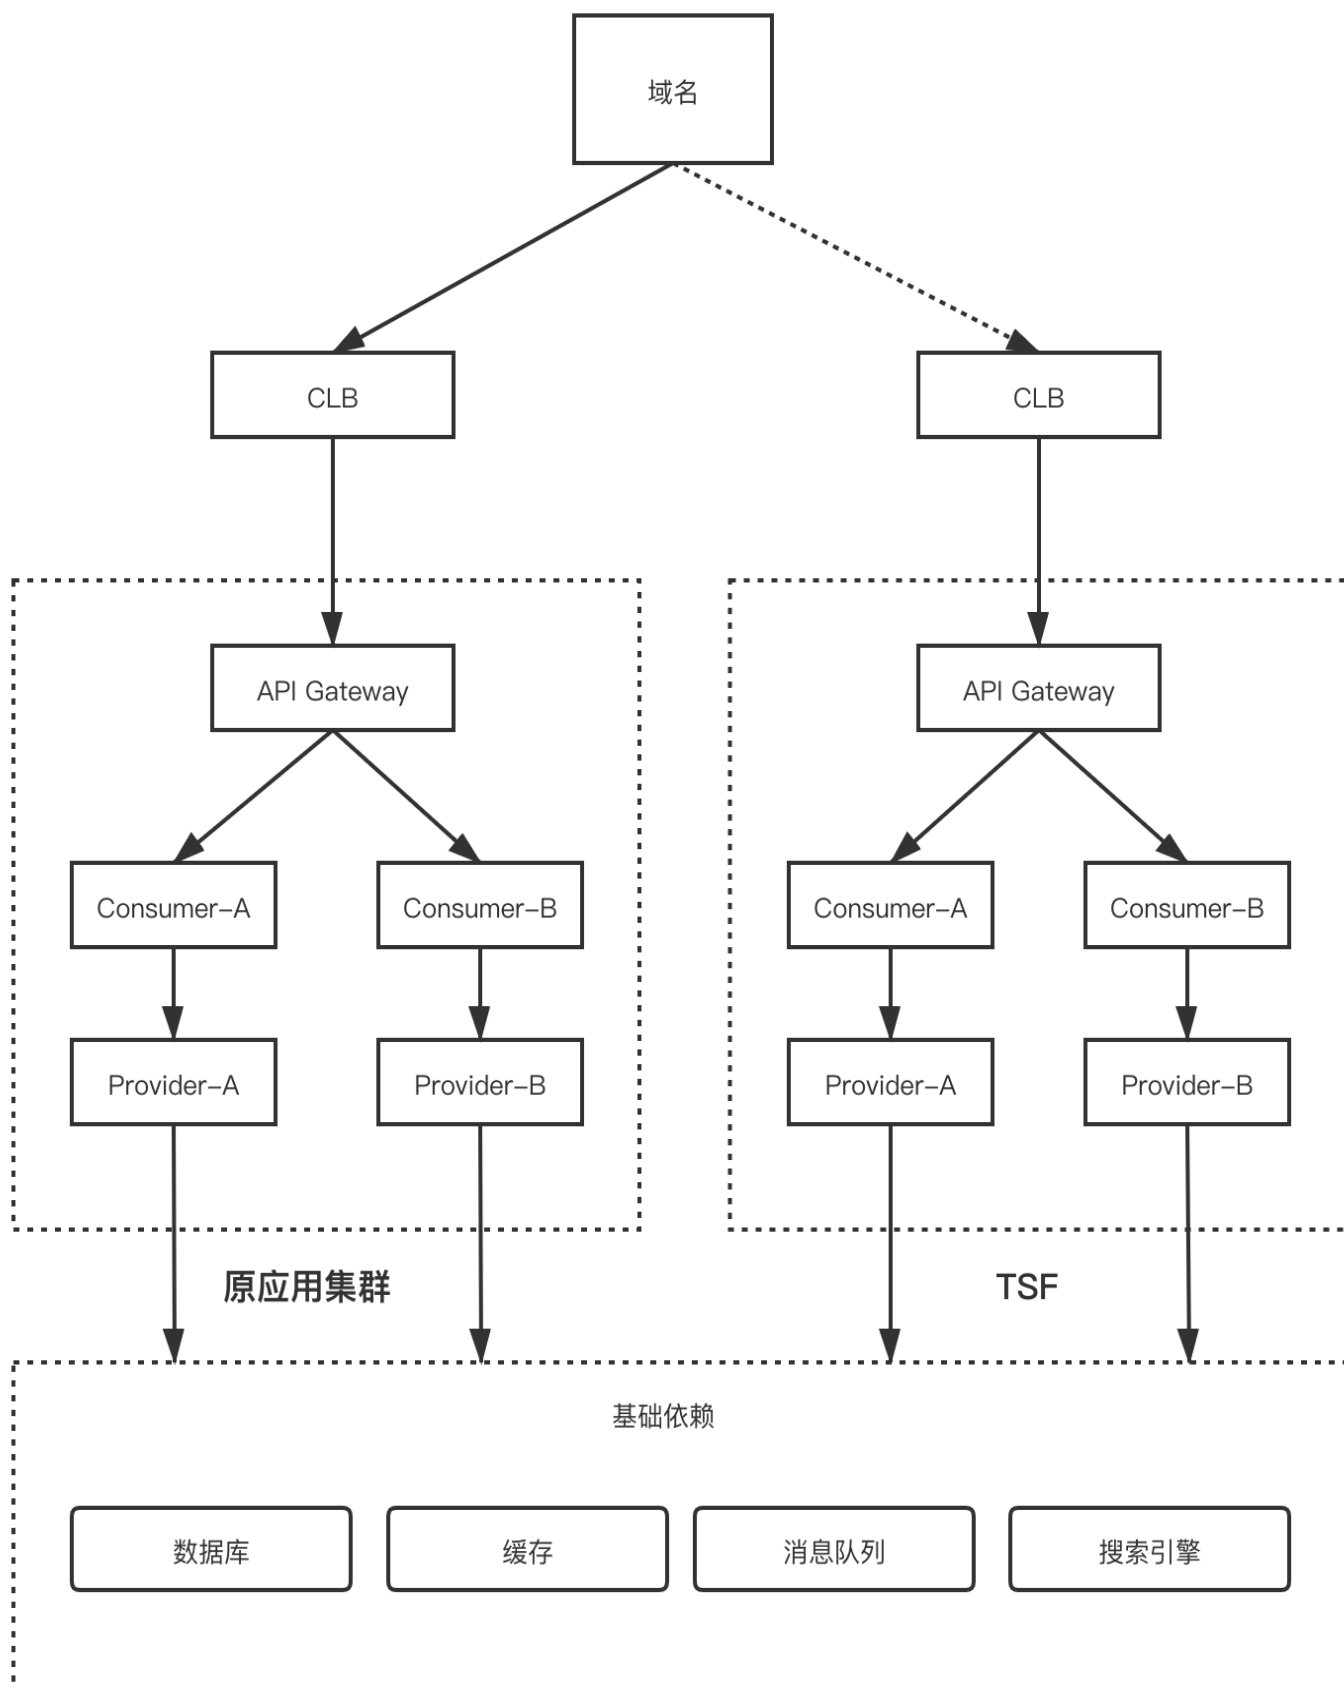 域名
CLB
CLB
API Gateway
API Gateway
Consumer-A
Consumer-B
Consumer-A
Consumer-B
Provider-A
Provider-B
Provider-A
Provider-B
原应用集群
TSF
基础依赖
数据库
缓存
消息队列
搜索引擎